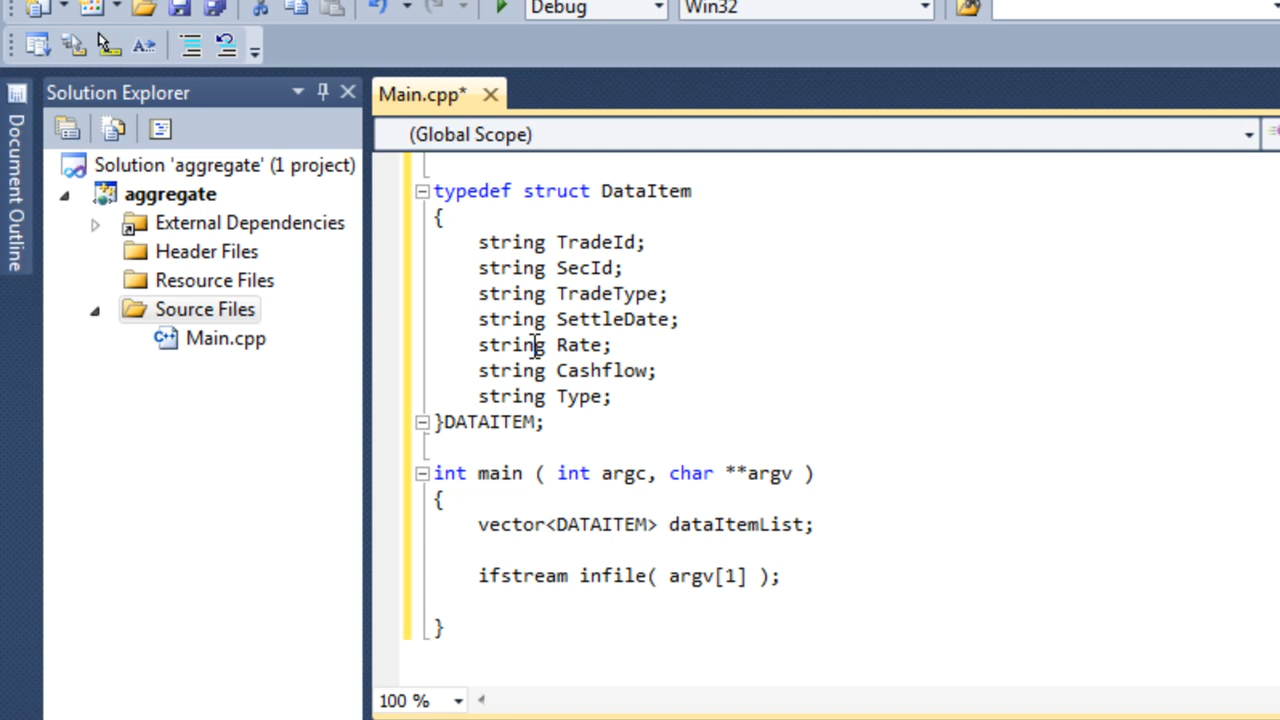 Debug
Win32
Solution Explorer
Document Outline
Solution 'aggregate' (1 project)
aggregate
External Dependencies
Header Files
Resource Files
Source Files
Main.cpp
Main.cpp*
(Global Scope)
typedef struct DataItem
{
    string TradeId;
    string SecId;
    string TradeType;
    string SettleDate;
    string Rate;
    string Cashflow;
    string Type;
}DATAITEM;
int main ( int argc, char **argv )
{
    vector<DATAITEM> dataItemList;
    ifstream infile( argv[1] );
}
100 %